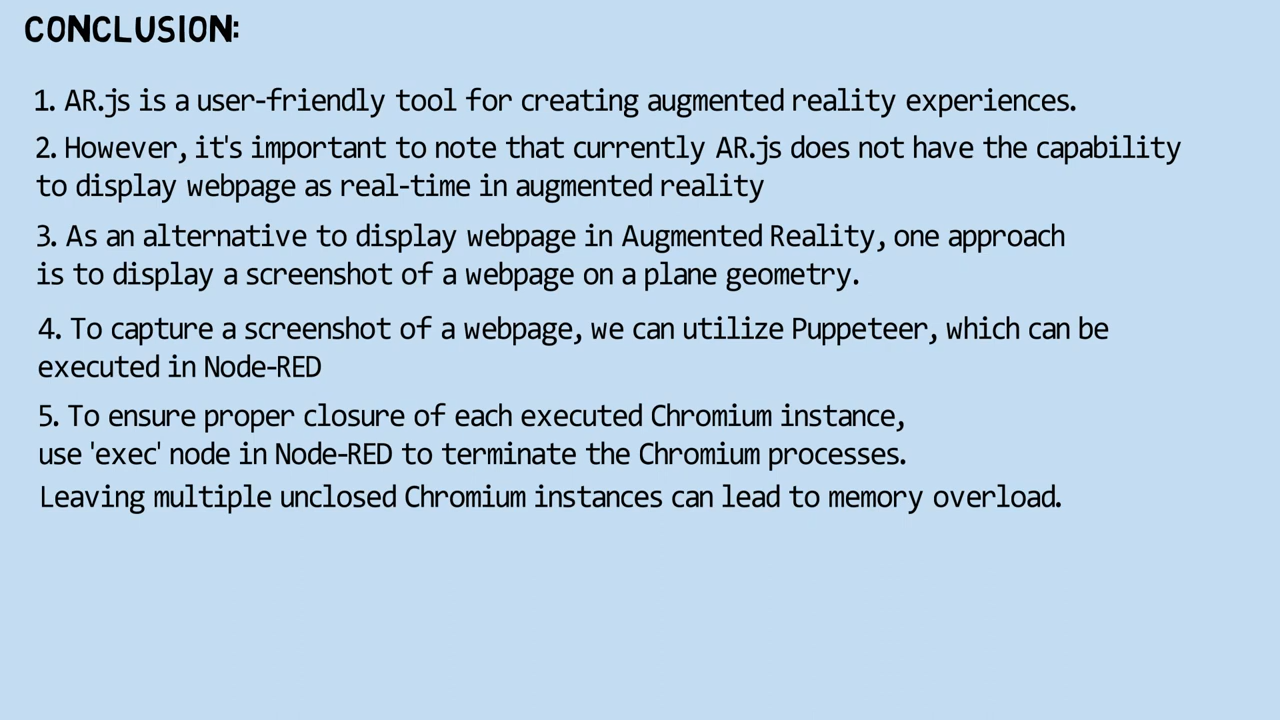 CONCLUSION:
1. AR.js is a user-friendly tool for creating augmented reality experiences.
2. However, it's important to note that currently AR.js does not have the capability
to display webpage as real-time in augmented reality
3. As an alternative to display webpage in Augmented Reality, one approach
is to display a screenshot of a webpage on a plane geometry.
4. To capture a screenshot of a webpage, we can utilize Puppeteer, which can be
executed in Node-RED
5. To ensure proper closure of each executed Chromium instance,
use 'exec' node in Node-RED to terminate the Chromium processes.
Leaving multiple unclosed Chromium instances can lead to memory overload.